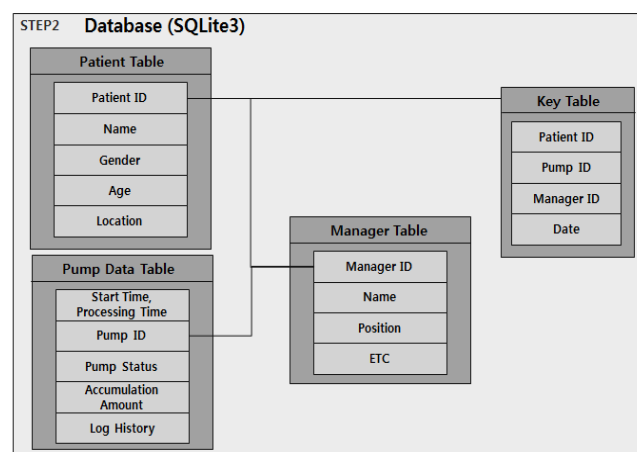 STEP2 Database (SQLite3)
Patient Table
Patient ID
Name
Gender
Age
Location
Pump Data Table
Start Time,
Processing Time
Pump ID
Pump Status
Accumulation
Amount
Log History
Manager Table
Manager ID
Name
Position
ETC
Key Table
Patient ID
Pump ID
Manager ID
Date